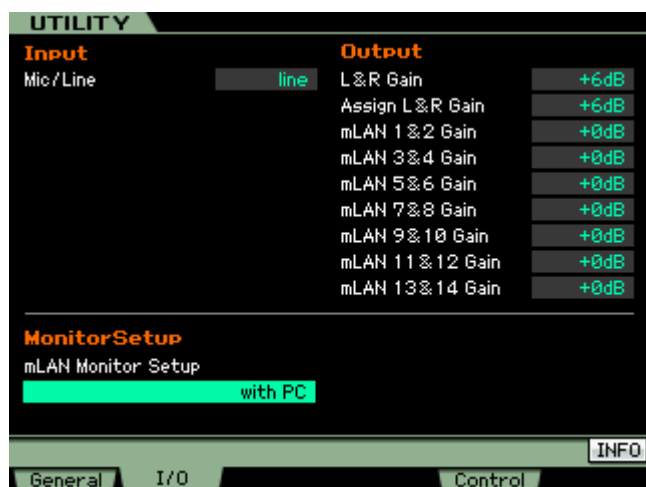 UTILITY
Input
Mic/Line line
Output
L&R Gain +6dB
Assign L&R Gain +6dB
mLAN 1&2 Gain +0dB
mLAN 3&4 Gain +0dB
mLAN 5&6 Gain +0dB
mLAN 7&8 Gain +0dB
mLAN 9&10 Gain +0dB
mLAN 11&12 Gain +0dB
mLAN 13&14 Gain +0dB
MonitorSetup
mLAN Monitor Setup
with PC
INFO
General I/O Control